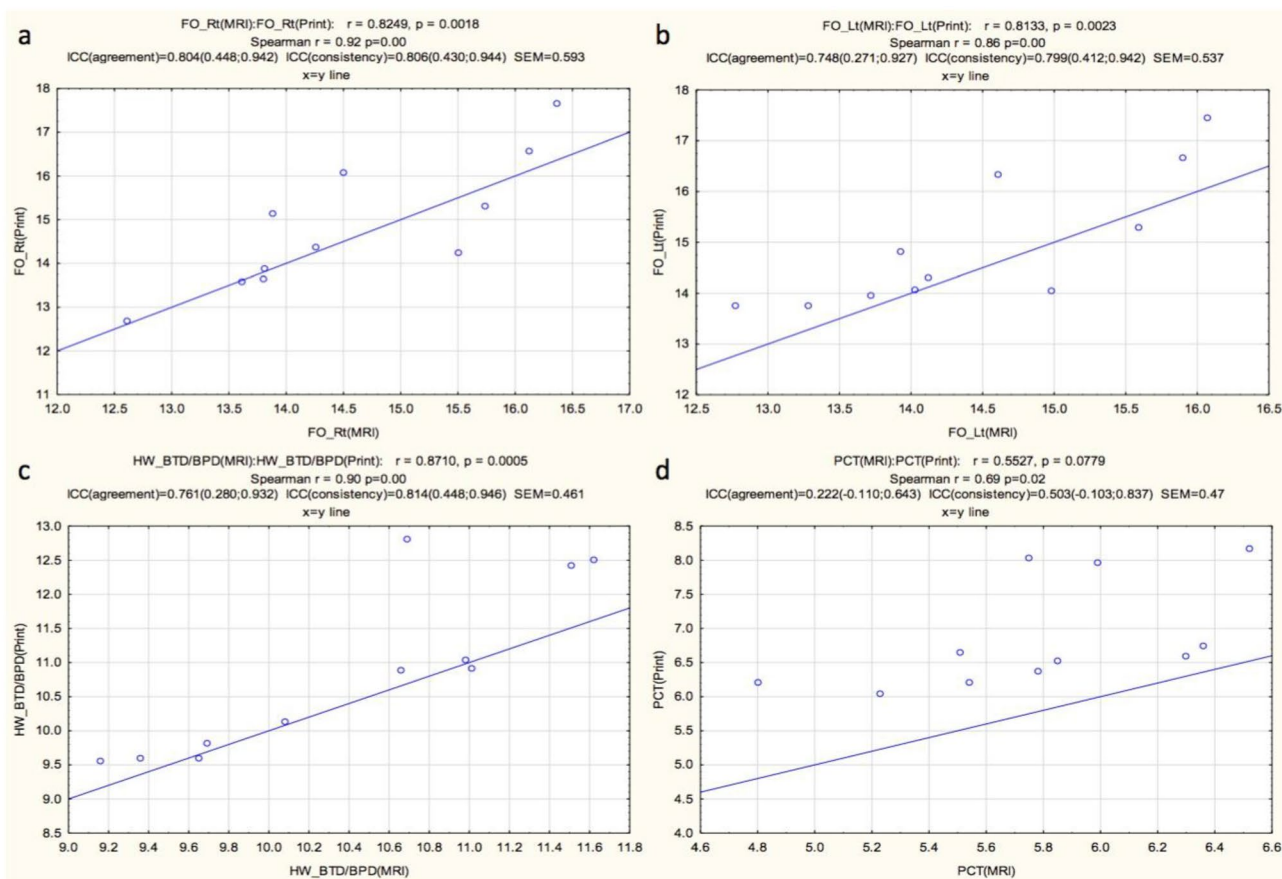 a
FO_Rt(MRI):FO_Rt(Print): r = 0.8249, p = 0.0018
Spearman r = 0.92 p=0.00
ICC(agreement)=0.804(0.448;0.942) ICC(consistency)=0.806(0.430;0.944) SEM=0.593
x=y line
18
17
16
15
14
13
12
11
FO_Rt(Print)
12.0 12.5 13.0 13.5 14.0 14.5 15.0 15.5 16.0 16.5 17.0
FO_Rt(MRI)
b
FO_Lt(MRI):FO_Lt(Print): r = 0.8133, p = 0.0023
Spearman r = 0.86 p=0.00
ICC(agreement)=0.748(0.271;0.927) ICC(consistency)=0.799(0.412;0.942) SEM=0.537
x=y line
18
17
16
15
14
13
12
FO_Lt(Print)
12.5 13.0 13.5 14.0 14.5 15.0 15.5 16.0 16.5
FO_Lt(MRI)
c
HW_BTD/BPD(MRI):HW_BTD/BPD(Print): r = 0.8710, p = 0.0005
Spearman r = 0.90 p=0.00
ICC(agreement)=0.761(0.280;0.932) ICC(consistency)=0.814(0.448;0.946) SEM=0.461
x=y line
13.0
12.5
12.0
11.5
11.0
10.5
10.0
9.5
9.0
8.5
HW_BTD/BPD(Print)
9.0 9.2 9.4 9.6 9.8 10.0 10.2 10.4 10.6 10.8 11.0 11.2 11.4 11.6 11.8
HW_BTD/BPD(MRI)
d
PCT(MRI):PCT(Print): r = 0.5527, p = 0.0779
Spearman r = 0.69 p=0.02
ICC(agreement)=0.222(-0.110;0.643) ICC(consistency)=0.503(-0.103;0.837) SEM=0.47
x=y line
8.5
8.0
7.5
7.0
6.5
6.0
5.5
5.0
4.5
4.0
PCT(Print)
4.6 4.8 5.0 5.2 5.4 5.6 5.8 6.0 6.2 6.4 6.6
PCT(MRI)